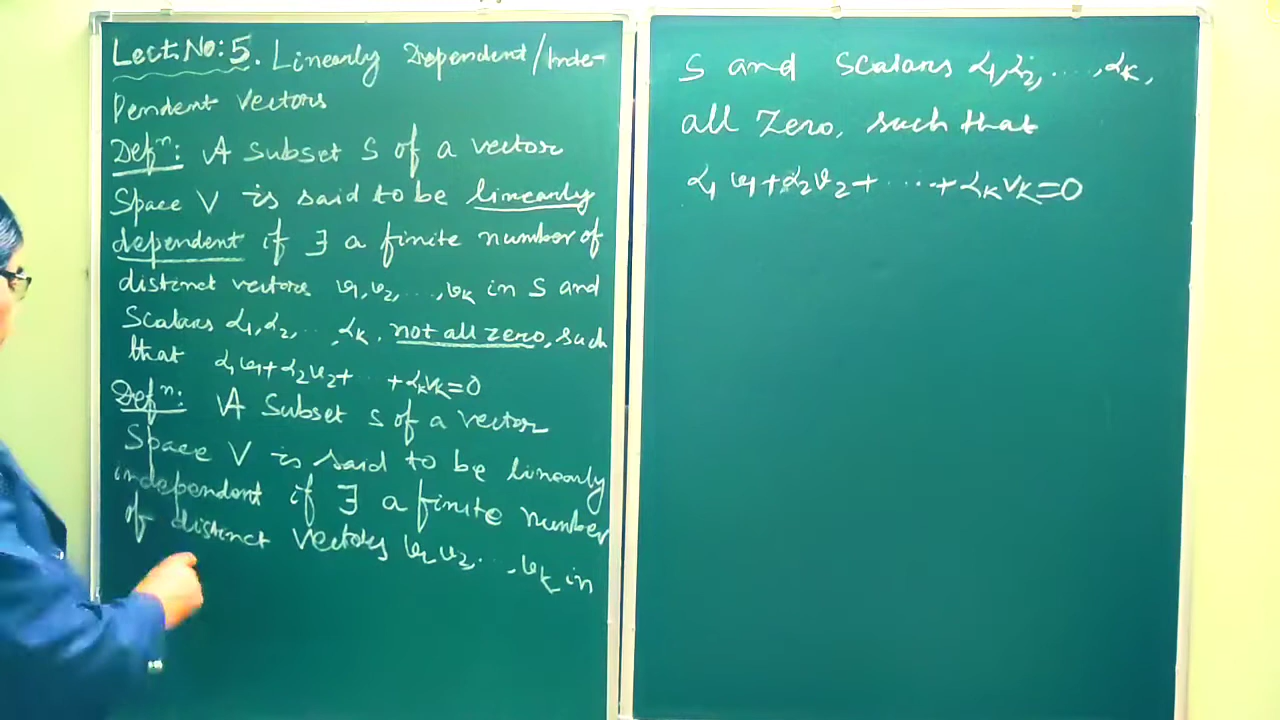 Lect. No: 5. Linearly Dependent/Inde-
pendent Vectors
Defⁿ: A subset S of a vector
Space V is said to be linearly
dependent if ∃ a finite number of
distinct vectors v₁, v₂, ..., vₖ in S and
Scalars α₁, α₂, ..., αₖ, not all zero, such
that α₁v₁+α₂v₂+ ... +αₖvₖ=0
Defⁿ: A Subset S of a vector
Space V is said to be linearly
independent if ∃ a finite number
of distinct vectors v₁, v₂, ..., vₖ in
S and Scalars α₁, α₂, ..., αₖ,
all zero, such that
α₁v₁+α₂v₂+ ... +αₖvₖ=0